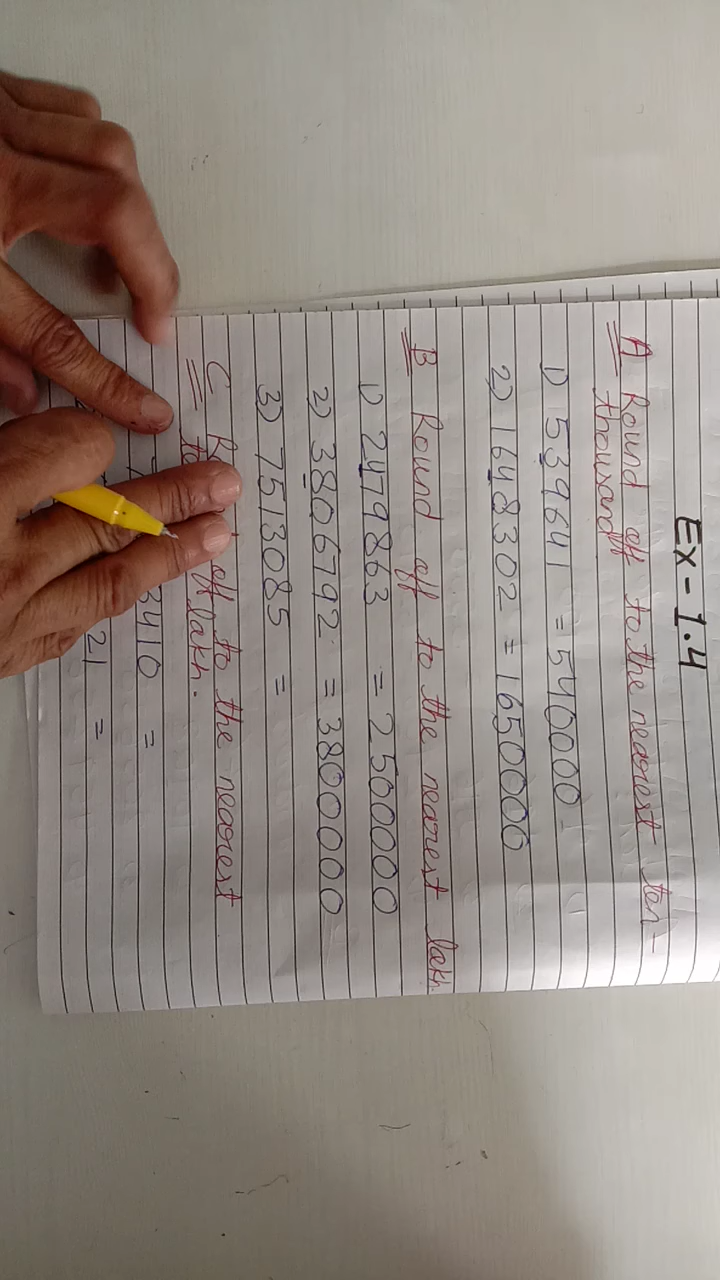 Ex - 1.4
A Round off to the nearest ten-
thousand
1) 539641 = 540000
2) 1648302 = 1650000
B Round off to the nearest lakh
1) 2479863 = 2500000
2) 3806792 = 3800000
3) 7513085 =
C off to the nearest
lakh.
3410 =
21 =